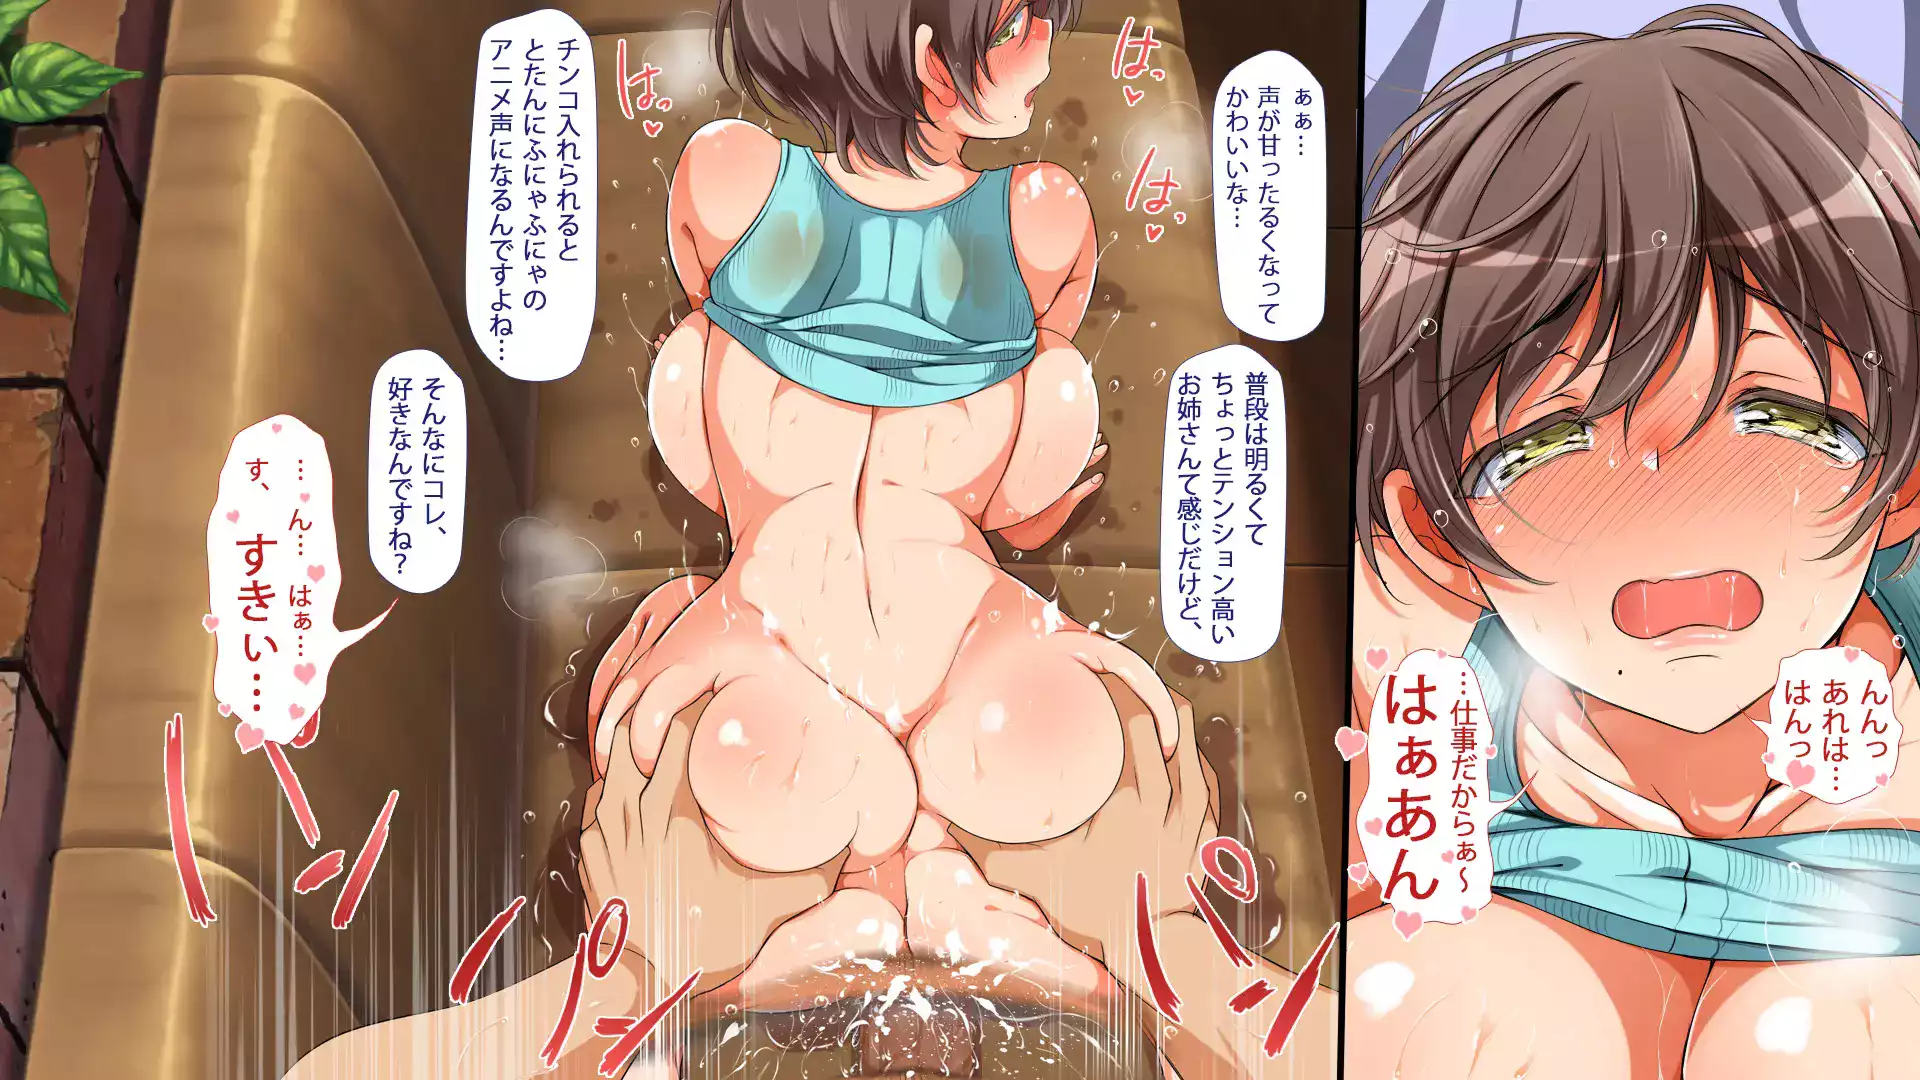 ぁぁ…
声が甘ったるくなって
かわいいな…
普段は明るくて
ちょっとテンション高い
お姉さんて感じだけど、
チンコ入れられると
とたんにふにゃふにゃの
アニメ声になるんですよね…
そんなにコレ、
好きなんですね?
…ん…はぁ…
す、すきぃ…
はっ
はっ
はっ
パン
パン
パン
んんっ
あれは…
はんっ
…仕事だからぁ~
はぁあん